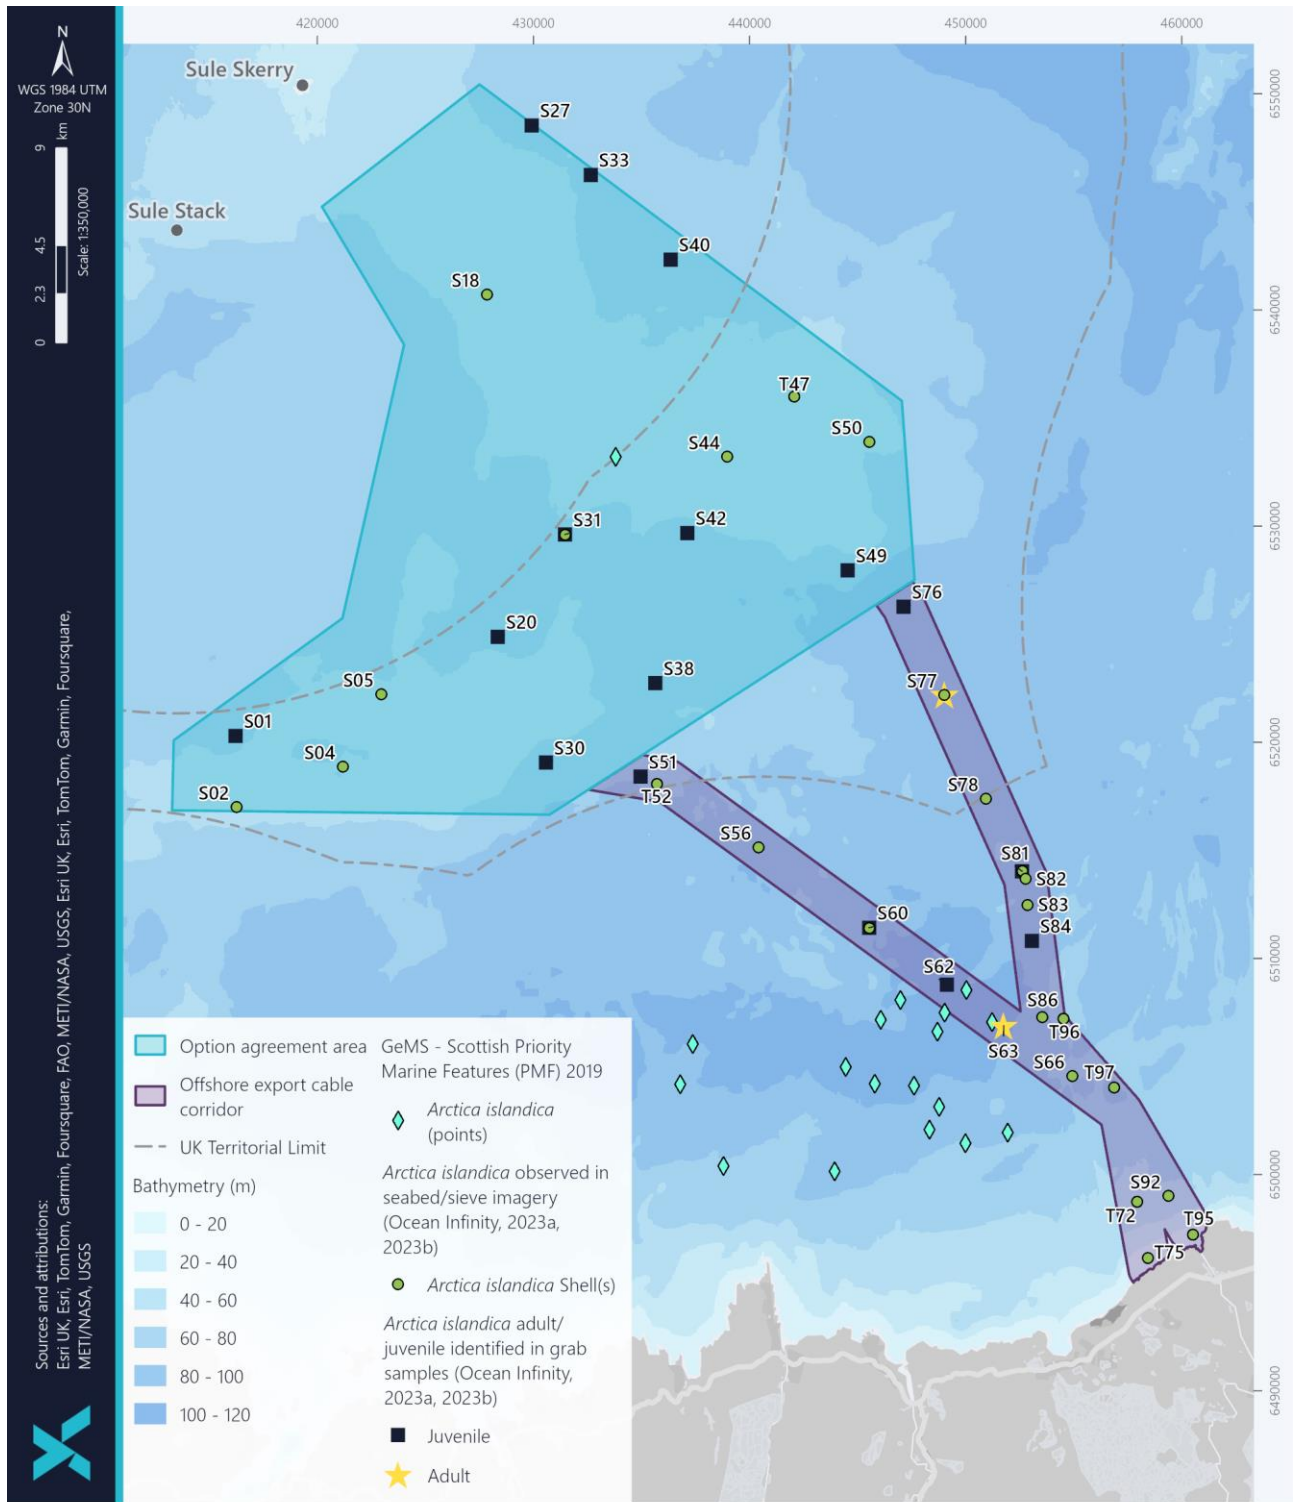 420000
430000
440000
450000
460000
N
WGS 1984 UTM
Zone 30N
km
9
4.5
2.3
0
Scale: 1:350,000
Sule Skerry
Sule Stack
6550000
6540000
6530000
6520000
6510000
6500000
6490000
S27
S33
S40
S18
T47
S50
S44
S31
S42
S49
S76
S20
S38
S05
S77
S01
S04
S30
S51
S02
T52
S78
S56
S81
S82
S83
S60
S84
S62
S86
T96
S63
S66
T97
S92
T72
T95
T75
Option agreement area
Offshore export cable
corridor
UK Territorial Limit
Bathymetry (m)
0 - 20
20 - 40
40 - 60
60 - 80
80 - 100
100 - 120
GeMS - Scottish Priority
Marine Features (PMF) 2019
Arctica islandica
(points)
Arctica islandica observed in
seabed/sieve imagery
(Ocean Infinity, 2023a,
2023b)
Arctica islandica Shell(s)
Arctica islandica adult/
juvenile identified in grab
samples (Ocean Infinity,
2023a, 2023b)
Juvenile
Adult
Sources and attributions:
Esri UK, Esri, TomTom, Garmin, Foursquare, FAO, METI/NASA, USGS, Esri UK, Esri, TomTom, Garmin, Foursquare,
METI/NASA, USGS